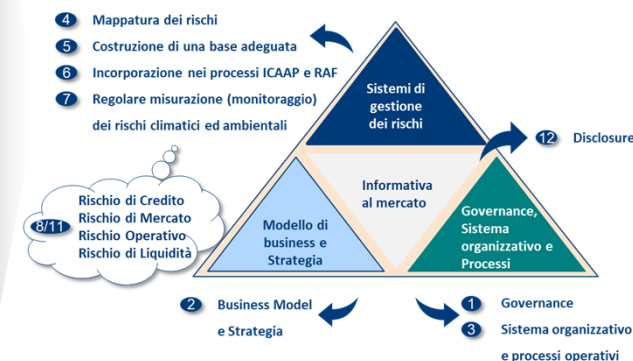 4 Mappatura dei rischi
5 Costruzione di una base adeguata
6 Incorporazione nei processi ICAAP e RAF
7 Regolare misurazione (monitoraggio)
dei rischi climatici ed ambientali
Sistemi di
gestione
dei rischi
12 Disclosure
8/11
Rischio di Credito
Rischio di Mercato
Rischio Operativo
Rischio di Liquidità
Informativa
al mercato
Modello di
business e
Strategia
Governance,
Sistema
organizzativo e
Processi
2 Business Model
e Strategia
1 Governance
3 Sistema organizzativo
e processi operativi